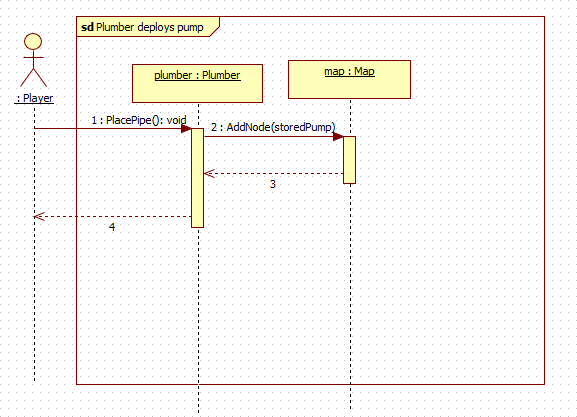 sd Plumber deploys pump
: Player
plumber : Plumber
map : Map
1 : PlacePipe(): void
2 : AddNode(storedPump)
3
4